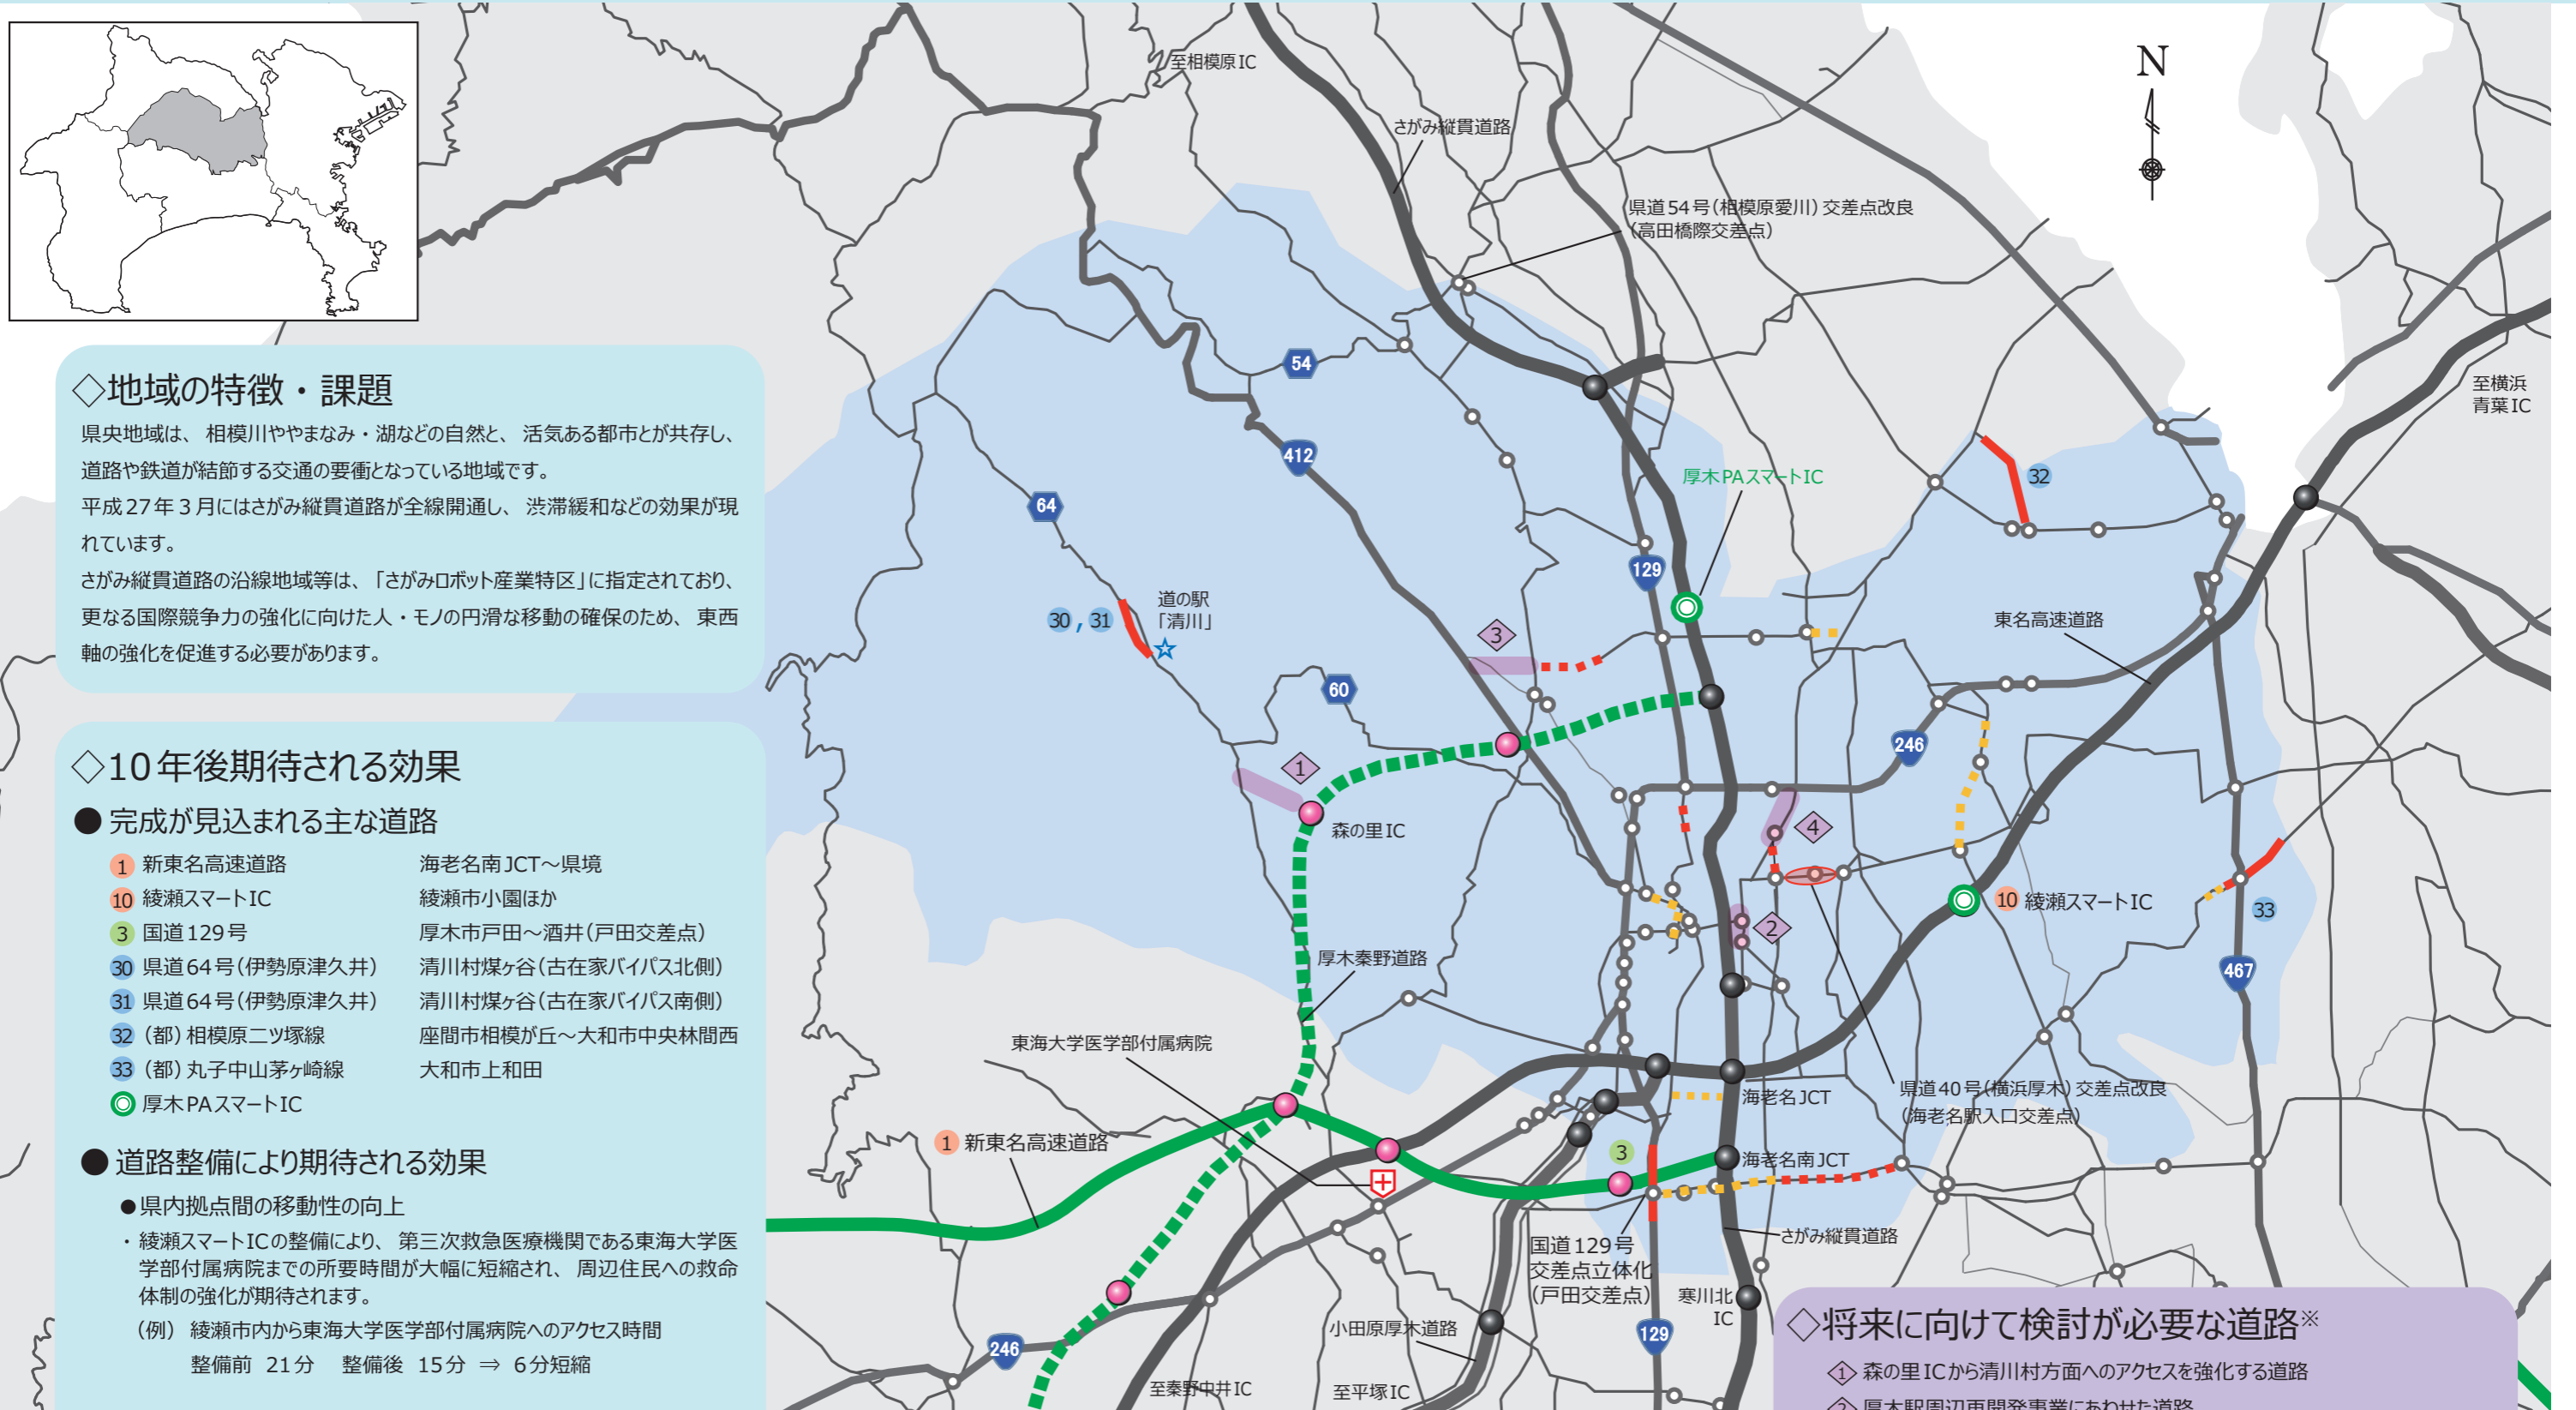 ◇地域の特徴・課題
県央地域は、相模川ややまなみ・湖などの自然と、活気ある都市とが共存し、
道路や鉄道が結節する交通の要衝となっている地域です。
平成27年3月にはさがみ縦貫道路が全線開通し、渋滞緩和などの効果が現
れています。
さがみ縦貫道路の沿線地域等は、「さがみロボット産業特区」に指定されており、
更なる国際競争力の強化に向けた人・モノの円滑な移動の確保のため、東西
軸の強化を促進する必要があります。
◇10年後期待される効果
● 完成が見込まれる主な道路
1 新東名高速道路 海老名南JCT～県境
10 綾瀬スマートIC 綾瀬市小園ほか
3 国道129号 厚木市戸田～酒井(戸田交差点)
30 県道64号(伊勢原津久井) 清川村煤ヶ谷(古在家バイパス北側)
31 県道64号(伊勢原津久井) 清川村煤ヶ谷(古在家バイパス南側)
32 (都)相模原二ツ塚線 座間市相模が丘～大和市中央林間西
33 (都)丸子中山茅ヶ崎線 大和市上和田
◎ 厚木PAスマートIC
● 道路整備により期待される効果
●県内拠点間の移動性の向上
・綾瀬スマートICの整備により、第三次救急医療機関である東海大学医
学部付属病院までの所要時間が大幅に短縮され、周辺住民への救命
体制の強化が期待されます。
(例) 綾瀬市内から東海大学医学部付属病院へのアクセス時間
整備前 21分 整備後 15分 ⇒ 6分短縮
至相模原IC
さがみ縦貫道路
N
県道54号(相模原愛川)交差点改良
(高田橋際交差点)
至横浜
青葉IC
54
412
厚木PAスマートIC
32
64
129
30, 31
道の駅
「清川」
東名高速道路
3
60
246
1
森の里IC
4
10 綾瀬スマートIC
33
2
厚木秦野道路
467
東海大学医学部付属病院
海老名JCT
県道40号(横浜厚木)交差点改良
(海老名駅入口交差点)
1 新東名高速道路
3
海老名南JCT
さがみ縦貫道路
国道129号
交差点立体化
(戸田交差点)
寒川北
IC
小田原厚木道路
129
246
至秦野中井IC
至平塚IC
◇将来に向けて検討が必要な道路※
1 森の里ICから清川村方面へのアクセスを強化する道路
2 厚木駅周辺再開発事業にあわせた道路